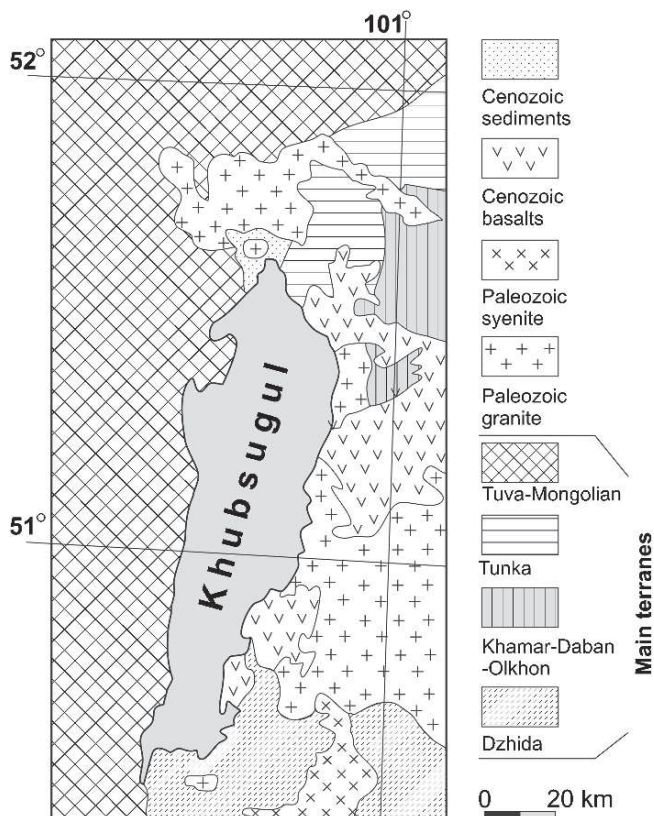 101°
52°
51°
Khubsugul
Cenozoic
sediments
Cenozoic
basalts
Paleozoic
syenite
Paleozoic
granite
Tuva-Mongolian
Tunka
Khamar-Daban
-Olkhon
Dzhida
Main terranes
0 20 km